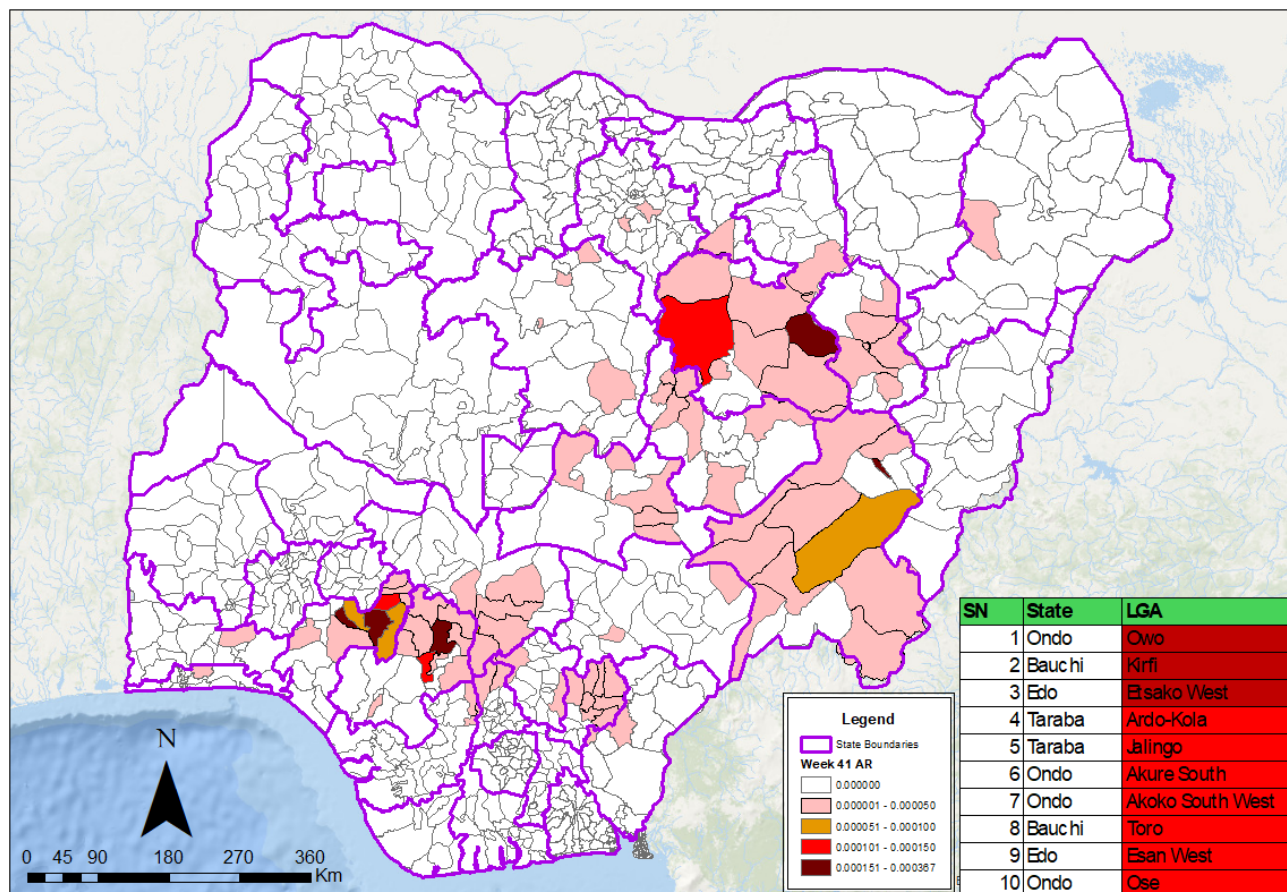 N
0 45 90 180 270 360
Km
Legend
State Boundaries
Week 41 AR
0.000000
0.000001 - 0.000050
0.000051 - 0.000100
0.000101 - 0.000150
0.000151 - 0.000367
SN State LGA
1 Ondo Owo
2 Bauchi Kirfi
3 Edo Etsako West
4 Taraba Ardo-Kola
5 Taraba Jalingo
6 Ondo Akure South
7 Ondo Akoko South West
8 Bauchi Toro
9 Edo Esan West
10 Ondo Ose